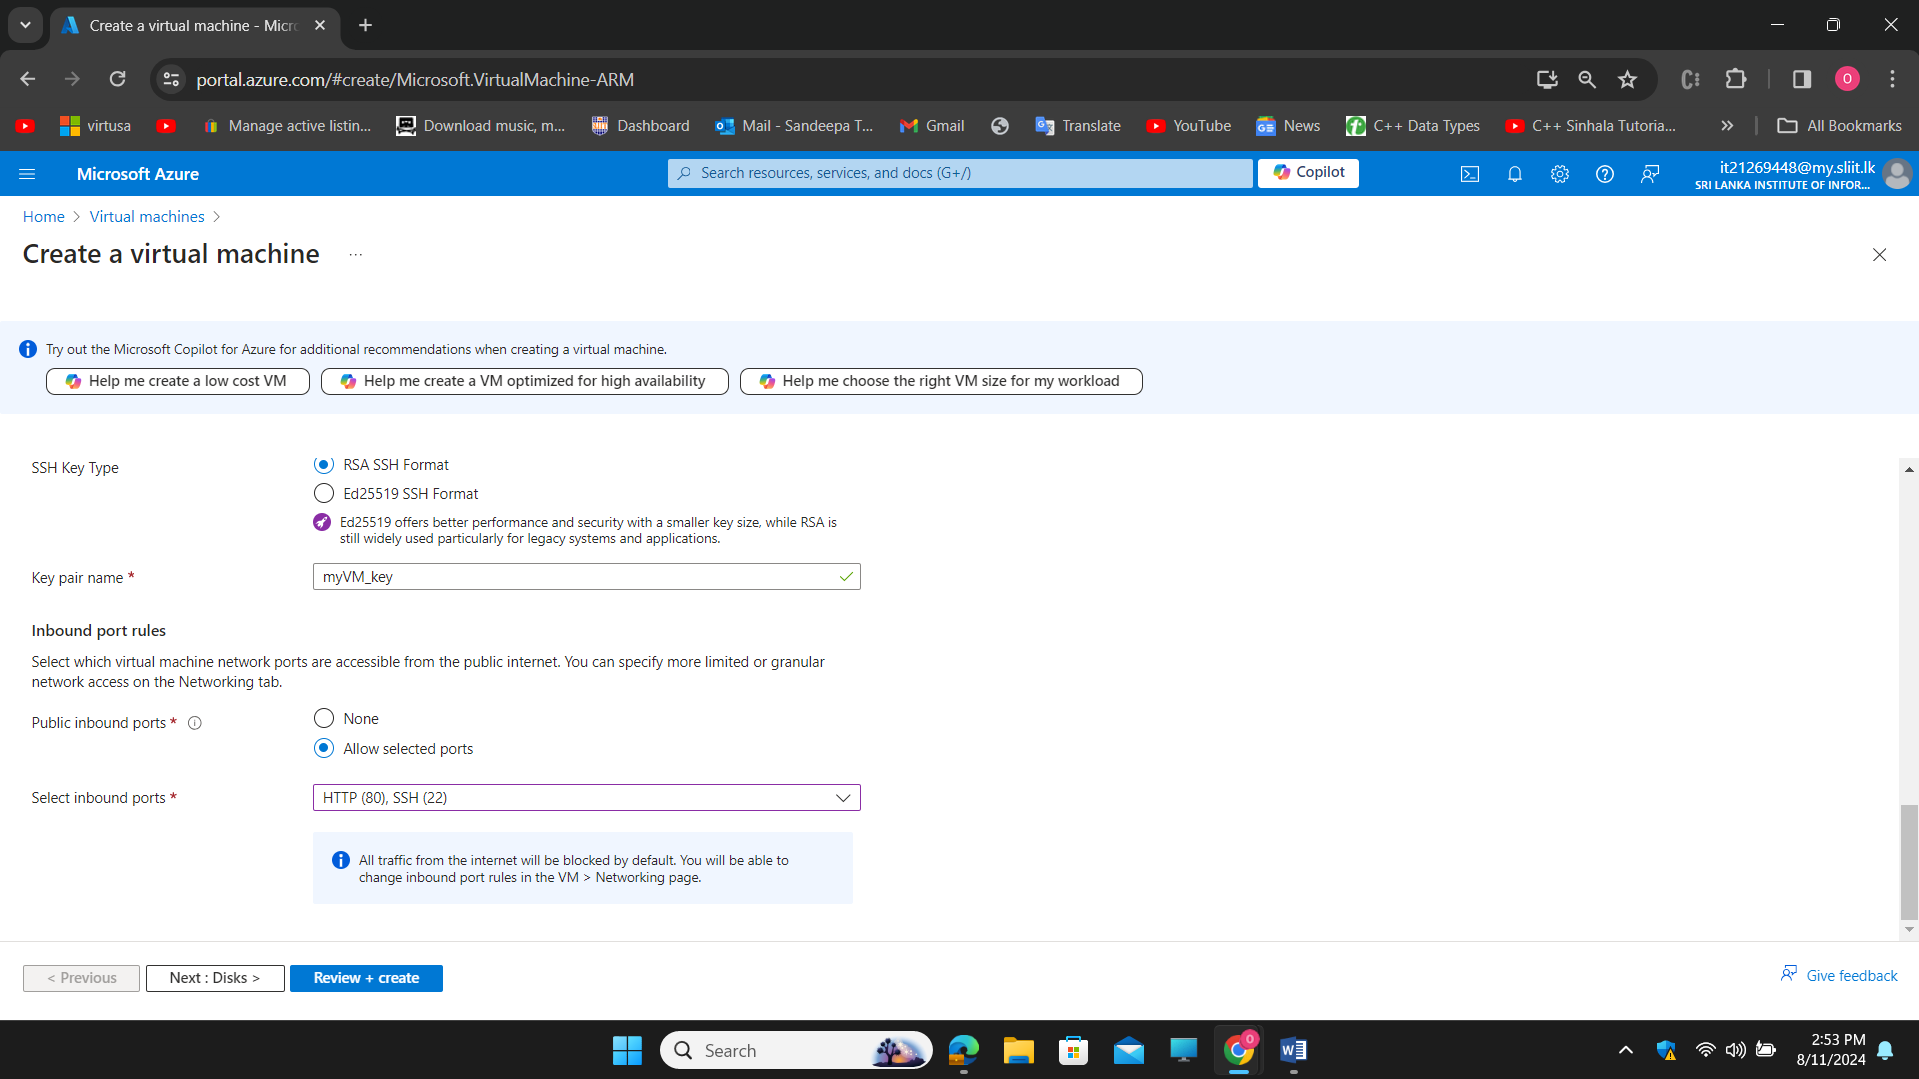 Create a virtual machine - Micro
portal.azure.com/#create/Microsoft.VirtualMachine-ARM
O
virtusa
Manage active listin...
Download music, m...
Dashboard
Mail - Sandeepa T...
Gmail
Translate
YouTube
News
C++ Data Types
C++ Sinhala Tutoria...
All Bookmarks
Microsoft Azure
Search resources, services, and docs (G+/)
Copilot
it21269448@my.sliit.lk
SRI LANKA INSTITUTE OF INFOR...
Home > Virtual machines >
Create a virtual machine ...
Try out the Microsoft Copilot for Azure for additional recommendations when creating a virtual machine.
Help me create a low cost VM
Help me create a VM optimized for high availability
Help me choose the right VM size for my workload
SSH Key Type
RSA SSH Format
Ed25519 SSH Format
Ed25519 offers better performance and security with a smaller key size, while RSA is
still widely used particularly for legacy systems and applications.
Key pair name *
myVM_key
Inbound port rules
Select which virtual machine network ports are accessible from the public internet. You can specify more limited or granular
network access on the Networking tab.
Public inbound ports *
None
Allow selected ports
Select inbound ports *
HTTP (80), SSH (22)
All traffic from the internet will be blocked by default. You will be able to
change inbound port rules in the VM > Networking page.
< Previous
Next : Disks >
Review + create
Give feedback
Search
2:53 PM
8/11/2024